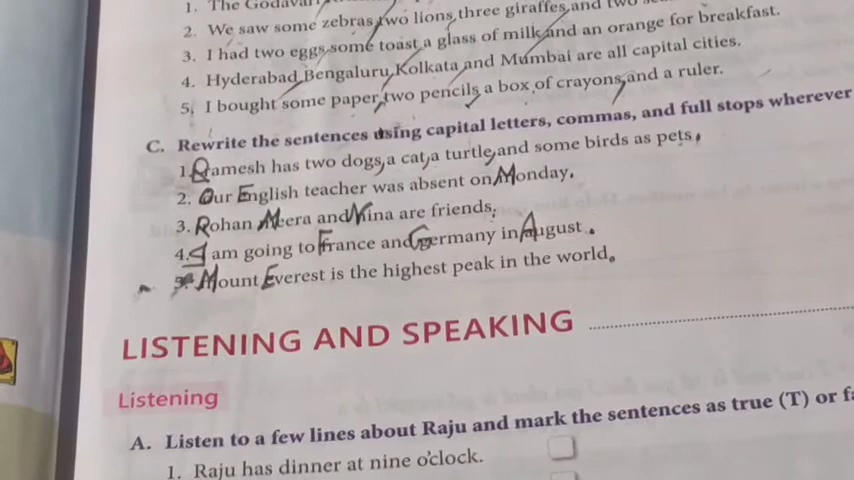 1. The Godavari
2. We saw some zebras, two lions, three giraffes, and two
3. I had two eggs, some toast, a glass of milk, and an orange for breakfast.
4. Hyderabad, Bengaluru, Kolkata and Mumbai are all capital cities.
5. I bought some paper, two pencils, a box of crayons, and a ruler.
C. Rewrite the sentences using capital letters, commas, and full stops wherever
1. Ramesh has two dogs, a cat, a turtle, and some birds as pets.
2. Our English teacher was absent on Monday.
3. Rohan Meera and Nina are friends.
4. I am going to France and Germany in August.
5. Mount Everest is the highest peak in the world.
LISTENING AND SPEAKING
Listening
A. Listen to a few lines about Raju and mark the sentences as true (T) or
1. Raju has dinner at nine o'clock.